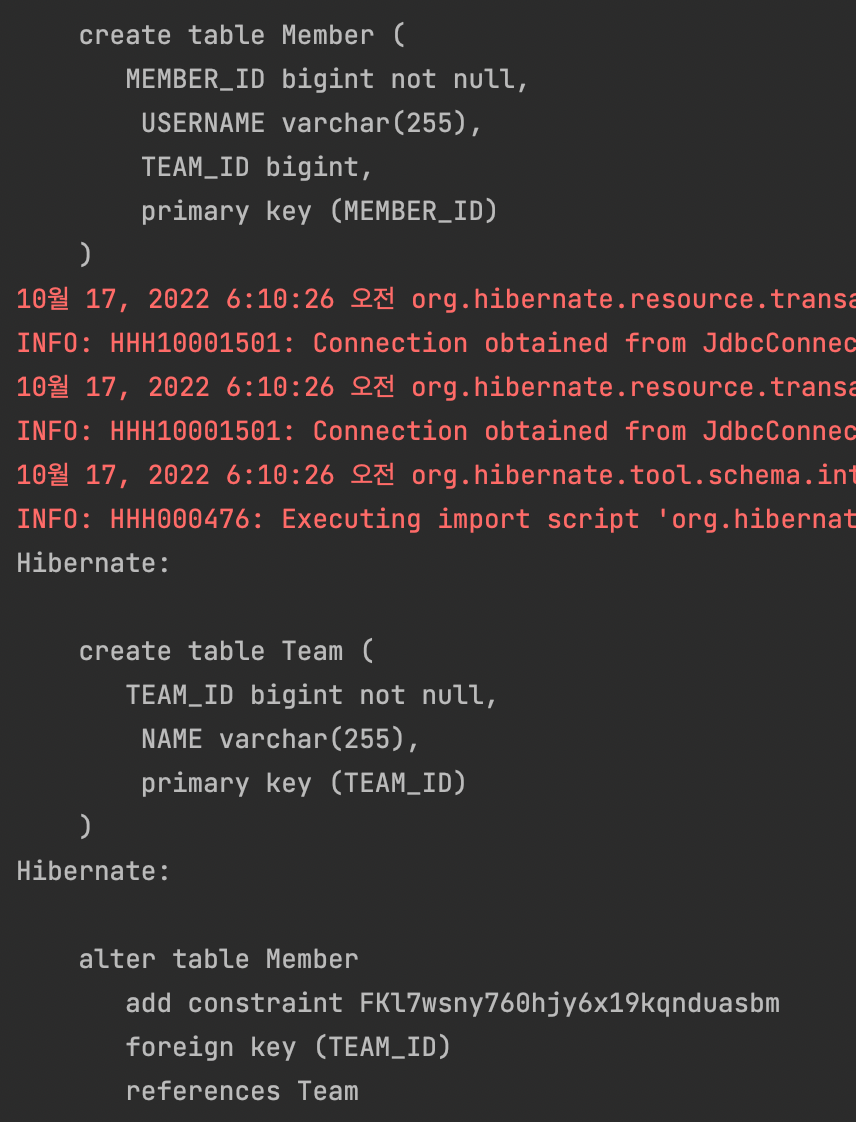 create table Member (
MEMBER_ID bigint not null,
USERNAME varchar(255),
TEAM_ID bigint,
primary key (MEMBER_ID)
)
10월 17, 2022 6:10:26 오전 org.hibernate.resource.transa
INFO: HHH10001501: Connection obtained from JdbcConnec
10월 17, 2022 6:10:26 오전 org.hibernate.resource.transa
INFO: HHH10001501: Connection obtained from JdbcConnec
10월 17, 2022 6:10:26 오전 org.hibernate.tool.schema.int
INFO: HHH000476: Executing import script 'org.hibernat
Hibernate:
create table Team (
TEAM_ID bigint not null,
NAME varchar(255),
primary key (TEAM_ID)
)
Hibernate:
alter table Member
add constraint FKl7wsny760hjy6x19kqnduasbm
foreign key (TEAM_ID)
references Team